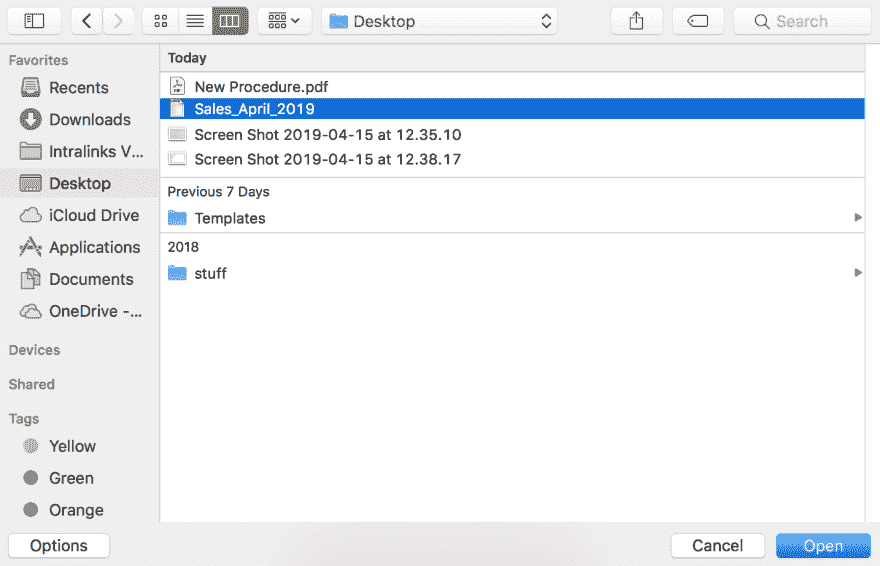 Desktop
Search
Favorites
Recents
Downloads
Intralinks V...
Desktop
iCloud Drive
Applications
Documents
OneDrive -...
Devices
Shared
Tags
Yellow
Green
Orange
Today
New Procedure.pdf
Sales_April_2019
Screen Shot 2019-04-15 at 12.35.10
Screen Shot 2019-04-15 at 12.38.17
Previous 7 Days
Templates
2018
stuff
Options
Cancel
Open